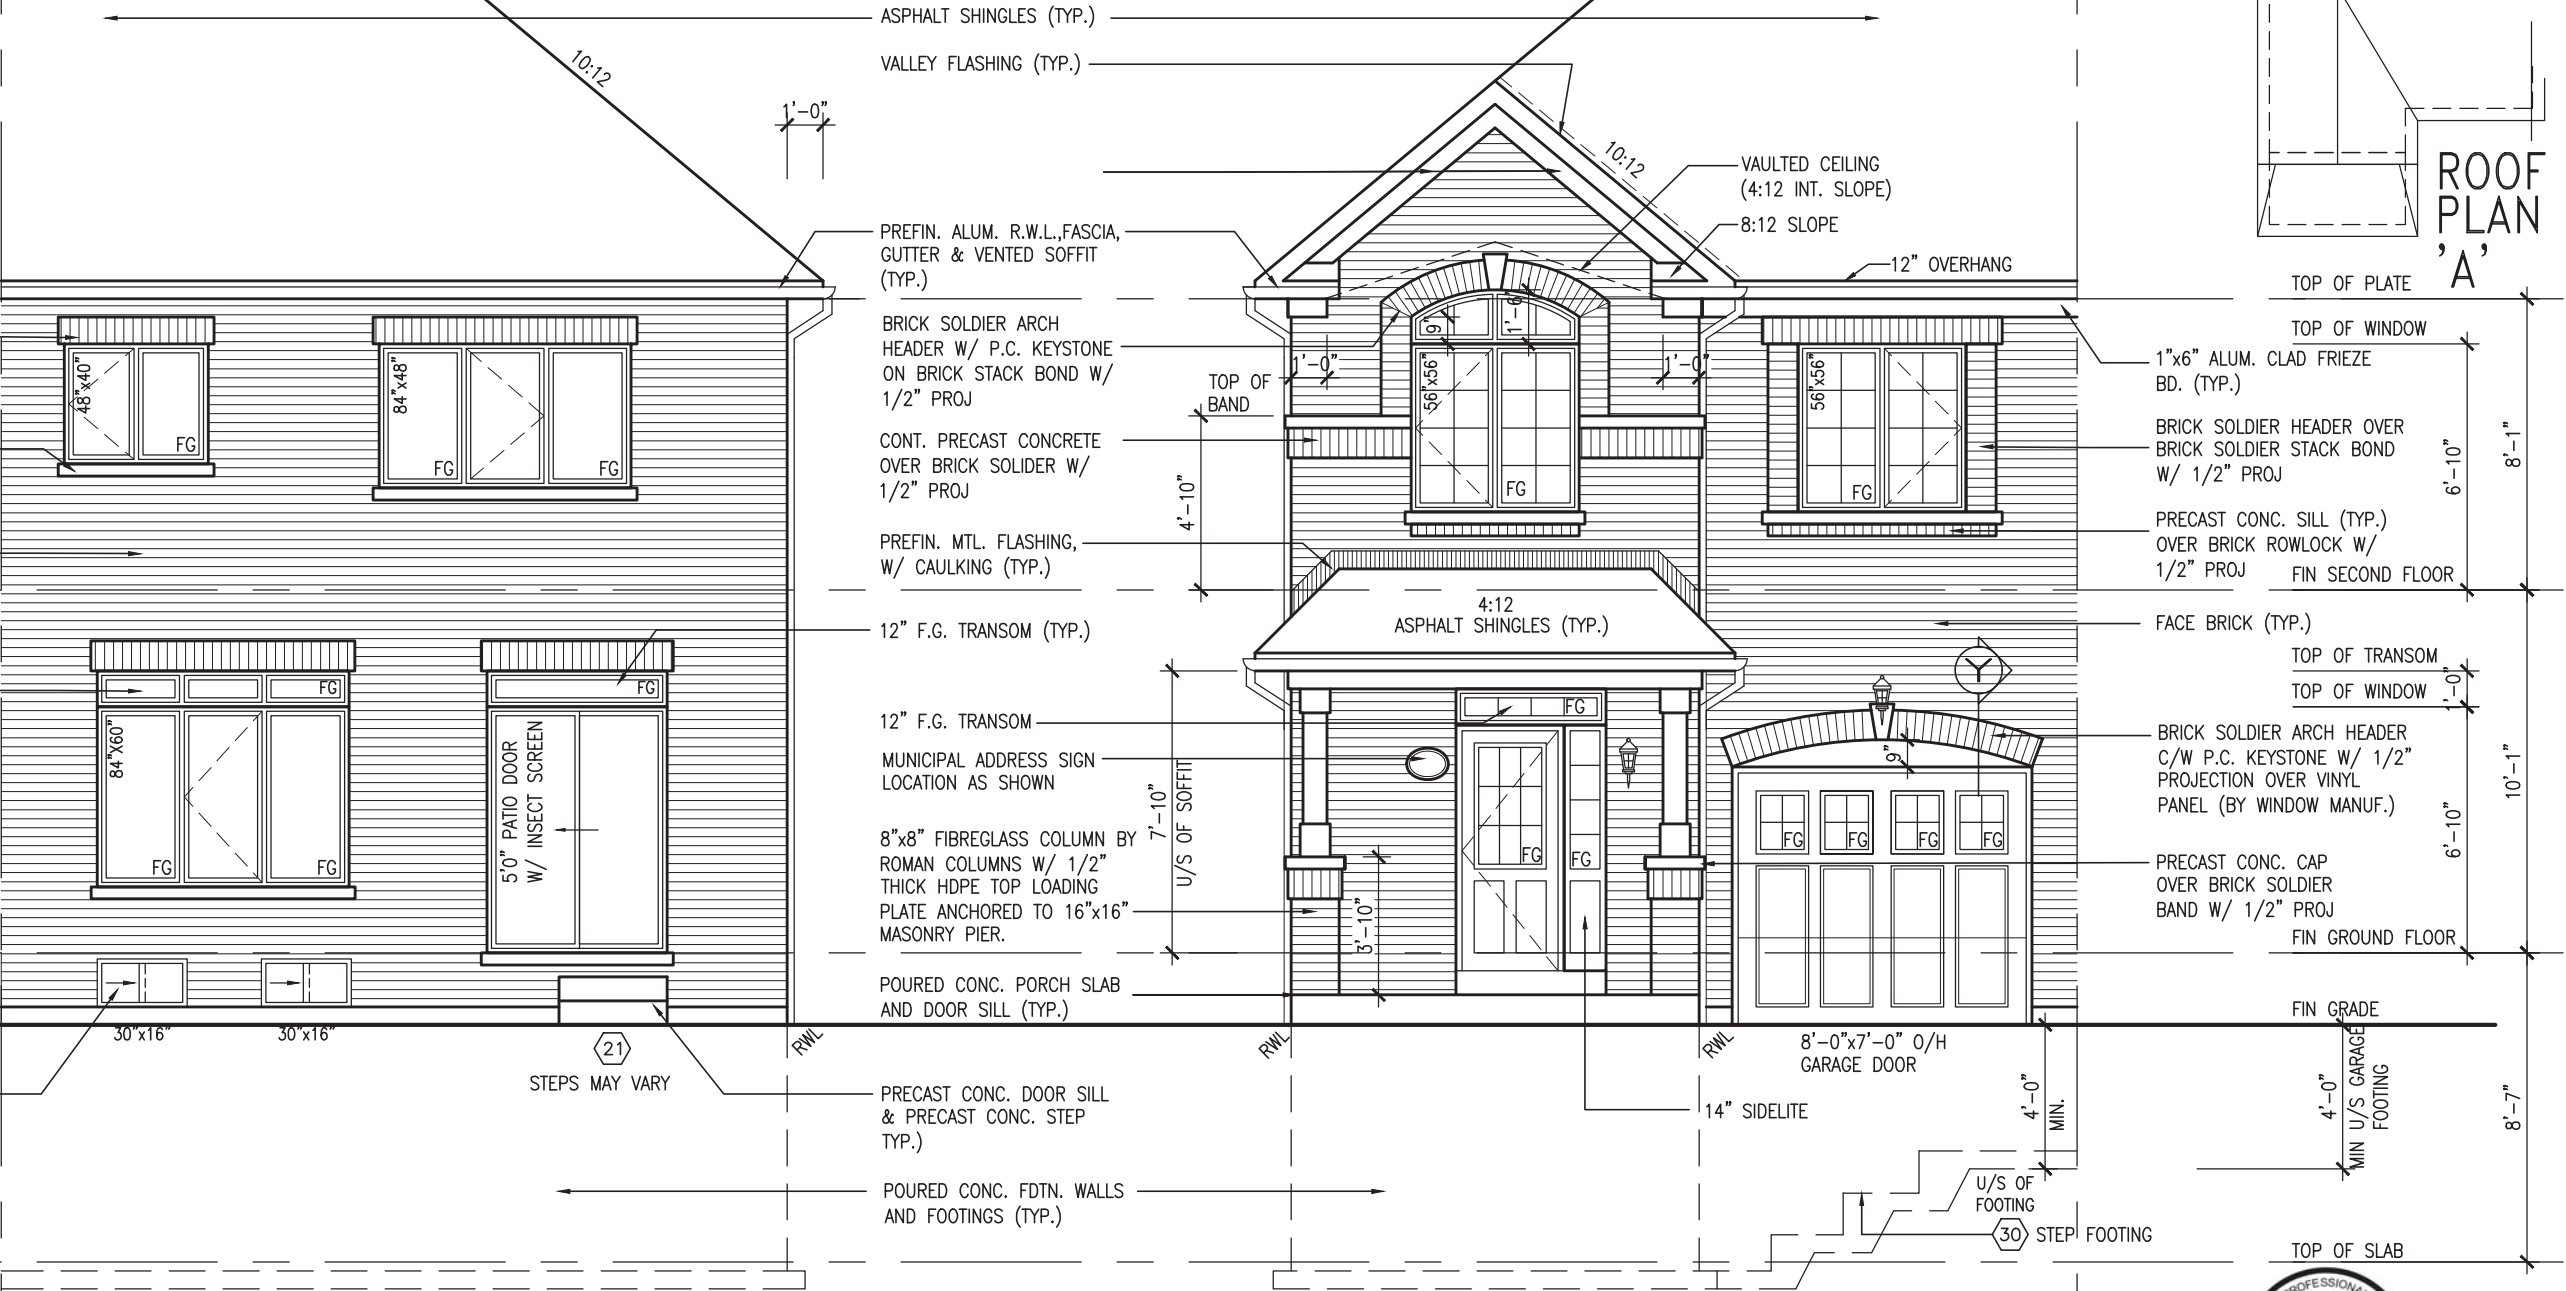 ASPHALT SHINGLES (TYP.)
VALLEY FLASHING (TYP.)
10:12
1'-0"
PREFIN. ALUM. R.W.L.,FASCIA,
GUTTER & VENTED SOFFIT
(TYP.)
BRICK SOLDIER ARCH
HEADER W/ P.C. KEYSTONE
ON BRICK STACK BOND W/
1/2" PROJ
CONT. PRECAST CONCRETE
OVER BRICK SOLIDER W/
1/2" PROJ
PREFIN. MTL. FLASHING,
W/ CAULKING (TYP.)
12" F.G. TRANSOM (TYP.)
12" F.G. TRANSOM
MUNICIPAL ADDRESS SIGN
LOCATION AS SHOWN
8"x8" FIBREGLASS COLUMN BY
ROMAN COLUMNS W/ 1/2"
THICK HDPE TOP LOADING
PLATE ANCHORED TO 16"x16"
MASONRY PIER.
POURED CONC. PORCH SLAB
AND DOOR SILL (TYP.)
PRECAST CONC. DOOR SILL
& PRECAST CONC. STEP
TYP.)
POURED CONC. FDTN. WALLS
AND FOOTINGS (TYP.)
48"x40"
FG
84"x48"
FG
FG
84"X60"
FG
FG
FG
FG
5'0" PATIO DOOR
W/ INSECT SCREEN
30"x16"
30"x16"
21
STEPS MAY VARY
RWL
10:12
VAULTED CEILING
(4:12 INT. SLOPE)
8:12 SLOPE
12" OVERHANG
9"
1'-6"
1'-0"
1'-0"
56"x56"
FG
56"x56"
FG
TOP OF
BAND
4'-10"
4:12
ASPHALT SHINGLES (TYP.)
7'-10"
U/S OF SOFFIT
3'-10"
FG
FG
FG
Y
9"
FG
FG
FG
FG
RWL
RWL
8'-0"x7'-0" O/H
GARAGE DOOR
14" SIDELITE
4'-0"
MIN.
U/S OF
FOOTING
30
STEP FOOTING
ROOF
PLAN
'A'
TOP OF PLATE
TOP OF WINDOW
1"x6" ALUM. CLAD FRIEZE
BD. (TYP.)
BRICK SOLDIER HEADER OVER
BRICK SOLDIER STACK BOND
W/ 1/2" PROJ
PRECAST CONC. SILL (TYP.)
OVER BRICK ROWLOCK W/
1/2" PROJ
FIN SECOND FLOOR
FACE BRICK (TYP.)
TOP OF TRANSOM
TOP OF WINDOW
BRICK SOLDIER ARCH HEADER
C/W P.C. KEYSTONE W/ 1/2"
PROJECTION OVER VINYL
PANEL (BY WINDOW MANUF.)
PRECAST CONC. CAP
OVER BRICK SOLDIER
BAND W/ 1/2" PROJ
FIN GROUND FLOOR
FIN GRADE
6'-10"
8'-1"
1'-0"
6'-10"
10'-1"
4'-0"
MIN U/S GARAGE
FOOTING
8'-7"
TOP OF SLAB